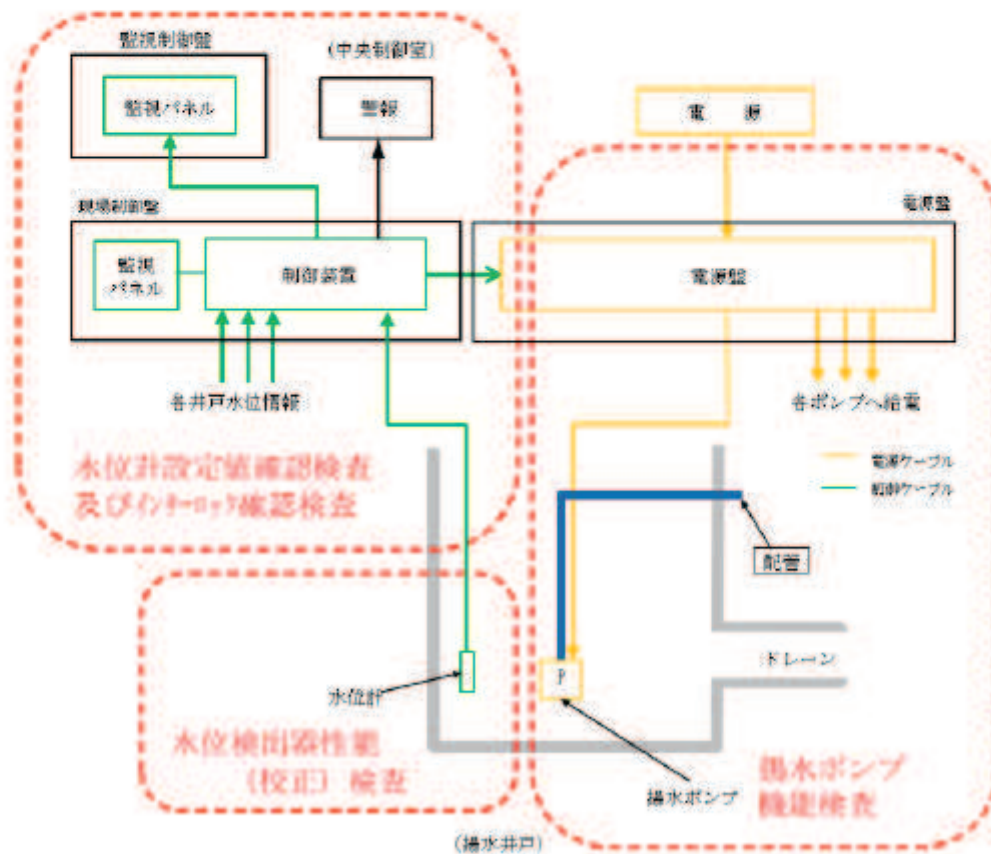 監視制御盤
監視パネル
(中央制御室)
警報
電 源
現場制御盤
監視
パネル
制御装置
電源盤
電源盤
各井戸水位情報
各ポンプへ給電
水位計設定値確認検査
及びインターロック確認検査
電源ケーブル
制御ケーブル
配管
ドレーン
P
水位計
水位検出器性能
(校正) 検査
揚水ポンプ
揚水ポンプ
機能検査
(揚水井戸)